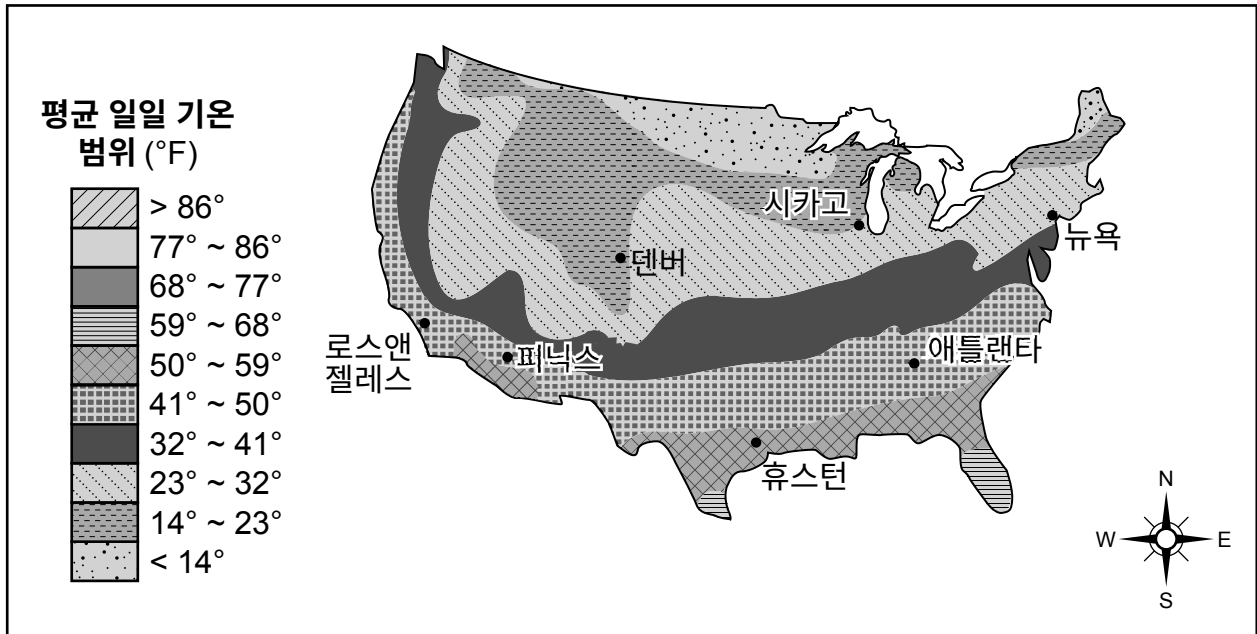 평균 일일 기온
범위 (°F)
> 86°
77° ~ 86°
68° ~ 77°
59° ~ 68°
50° ~ 59°
41° ~ 50°
32° ~ 41°
23° ~ 32°
14° ~ 23°
< 14°
시카고
뉴욕
덴버
로스앤
젤레스
피닉스
애틀랜타
휴스턴
N
W
E
S